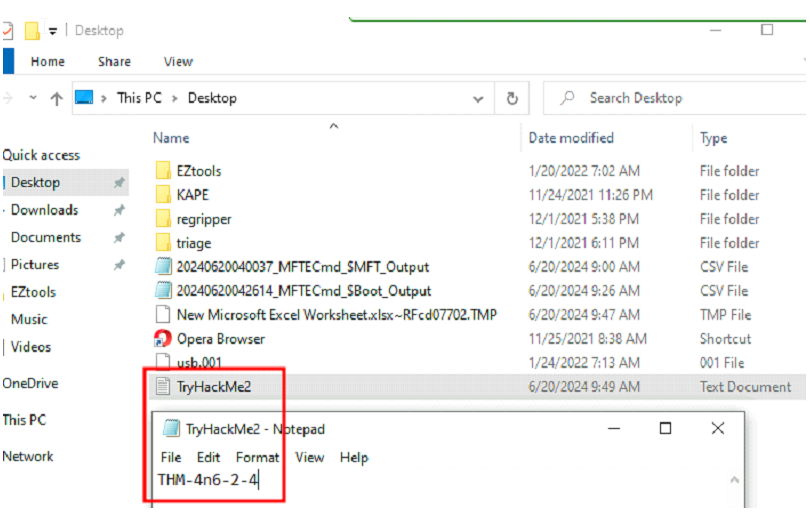 Desktop
Home Share View
This PC > Desktop
Search Desktop
Name Date modified Type
Quick access
Desktop
Downloads
Documents
Pictures
EZtools
Music
Videos
OneDrive
This PC
Network
EZtools 1/20/2022 7:02 AM File folder
KAPE 11/24/2021 11:26 PM File folder
regripper 12/1/2021 5:38 PM File folder
triage 12/1/2021 6:11 PM File folder
20240620040037_MFTECmd_$MFT_Output 6/20/2024 9:00 AM CSV File
20240620042614_MFTECmd_$Boot_Output 6/20/2024 9:26 AM CSV File
New Microsoft Excel Worksheet.xlsx~RFcd07702.TMP 6/20/2024 9:47 AM TMP File
Opera Browser 11/25/2021 8:38 AM Shortcut
usb.001 1/24/2022 7:13 AM 001 File
TryHackMe2 6/20/2024 9:49 AM Text Document
TryHackMe2 - Notepad
File Edit Format View Help
THM-4n6-2-4